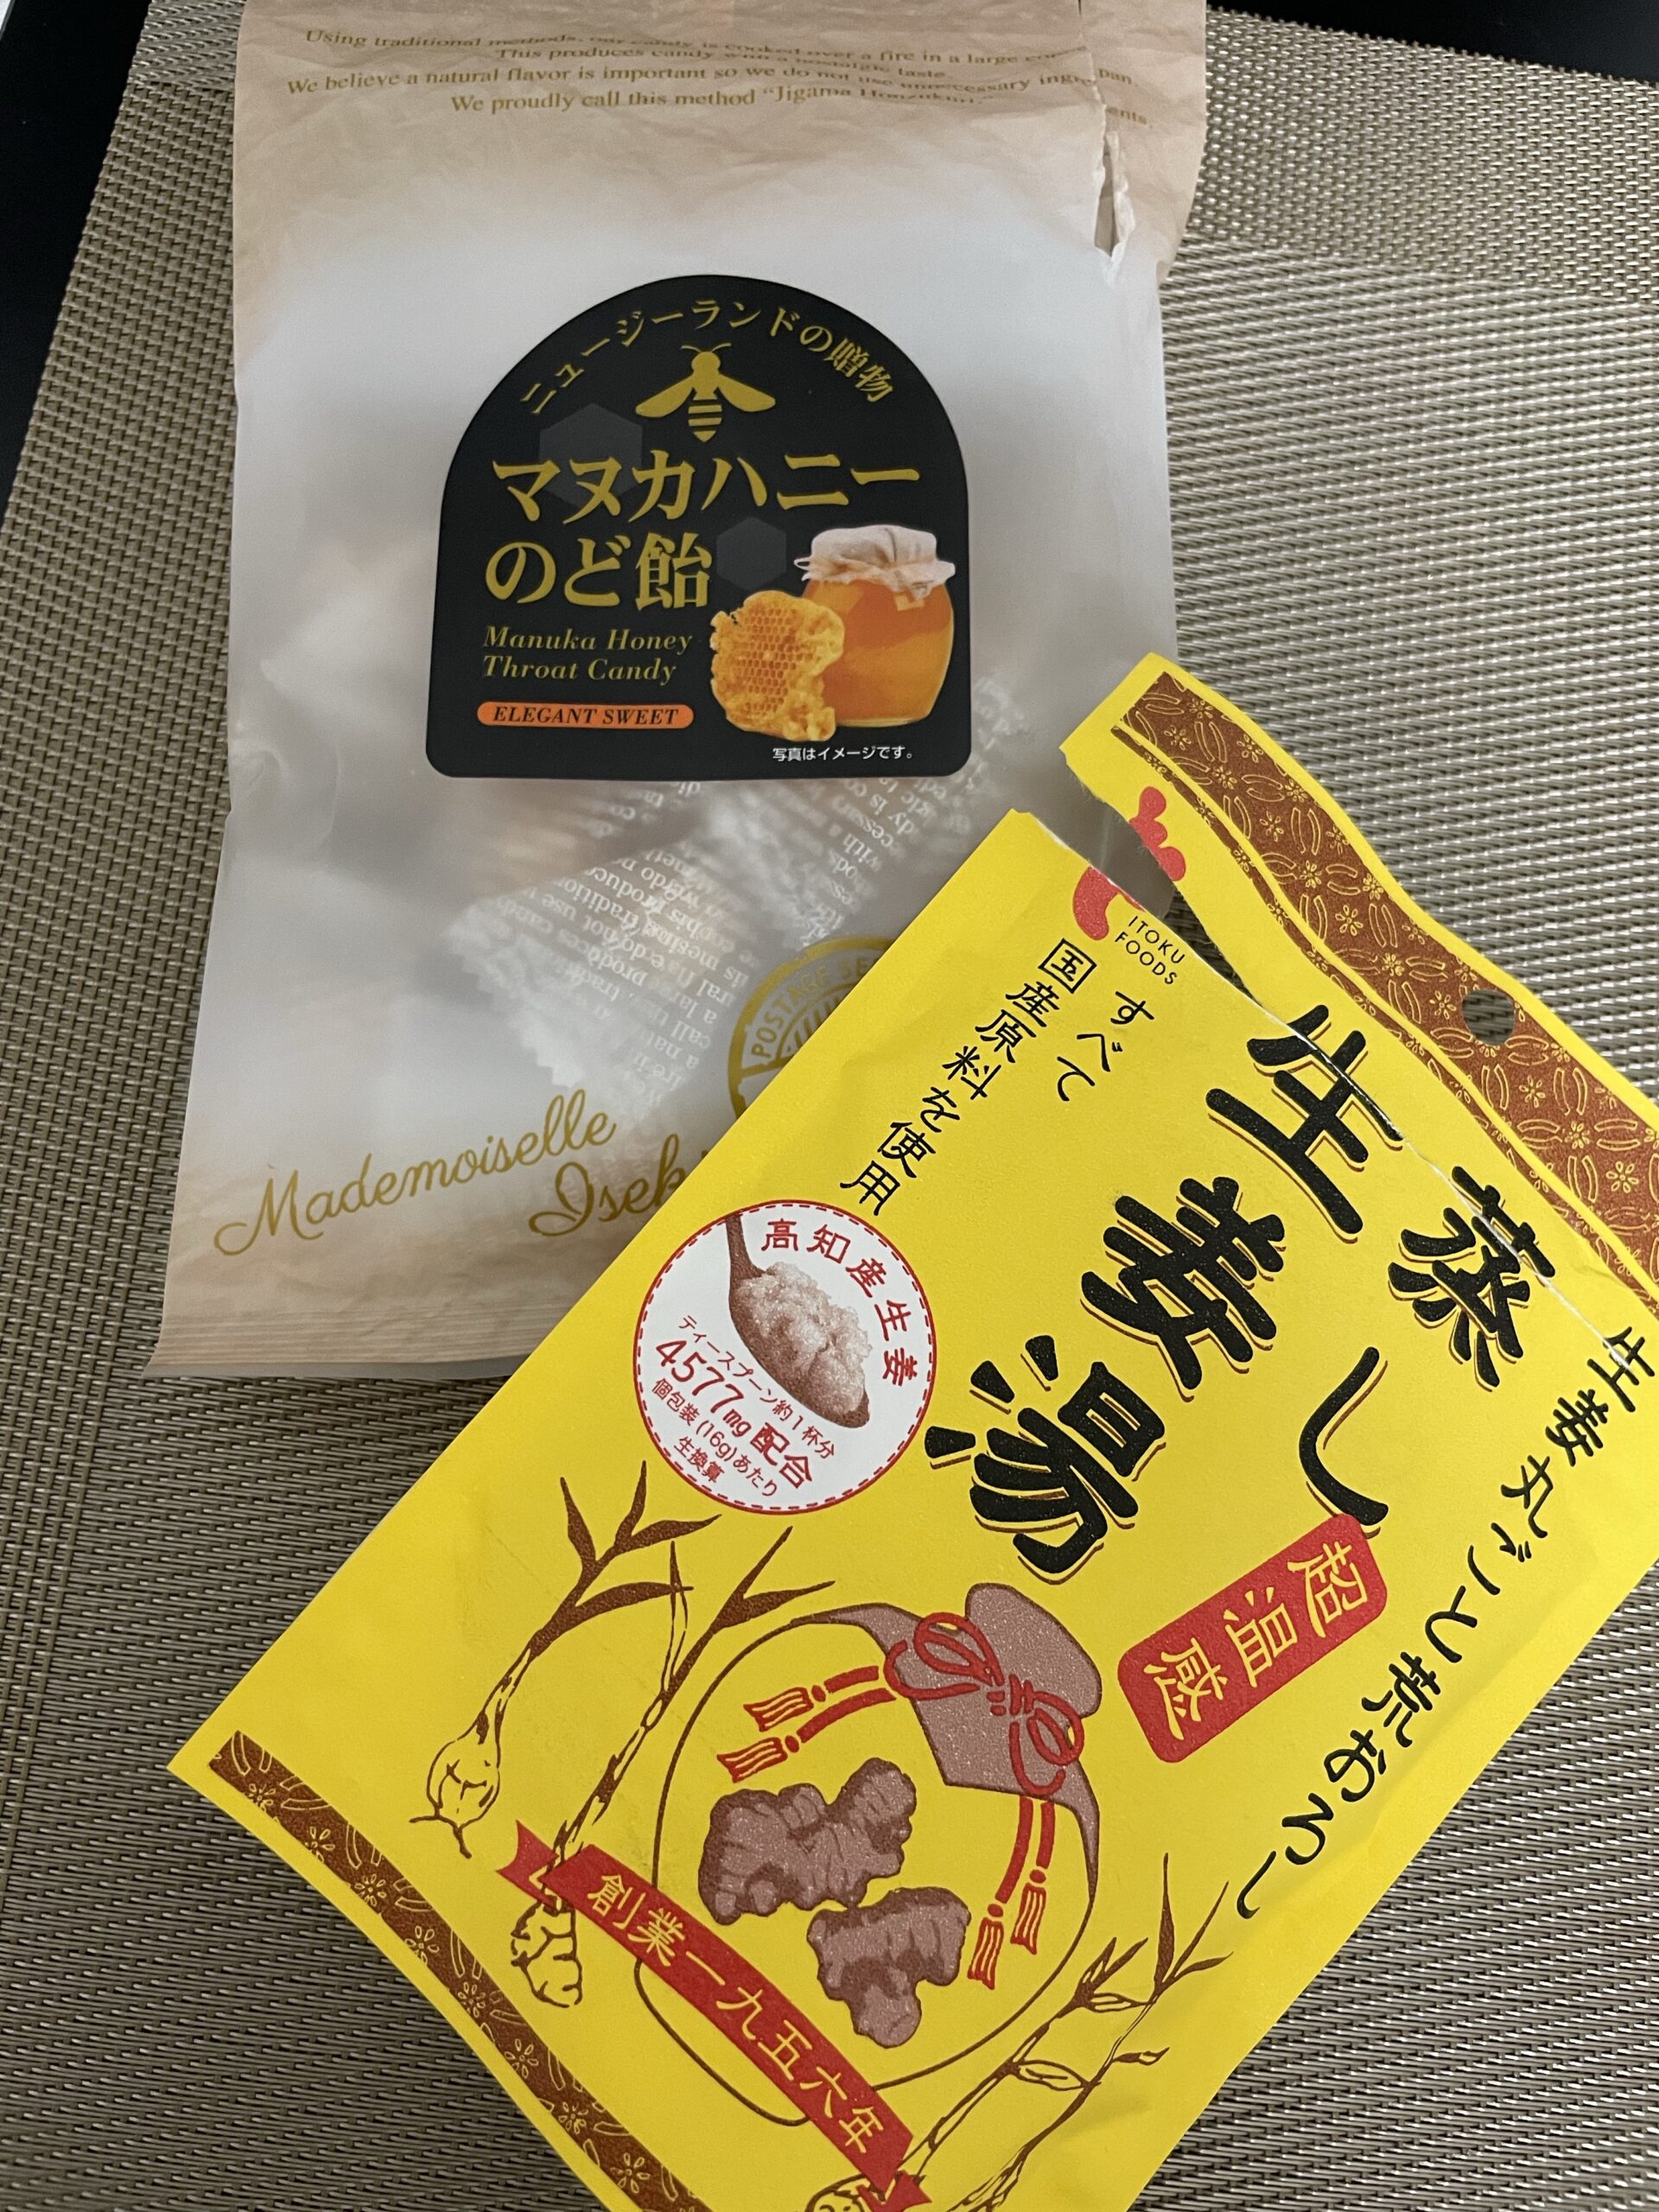 Using traditional methods, our candy is cooked over a fire in a large
pan.
This produces candy with a nostalgic taste.
We believe a natural flavor is important so we do not use unnecessary
We proudly call this method "Jigama
ニュージーランドの贈物
マヌカハニー
のど飴
Manuka Honey
Throat Candy
ELEGANT SWEET
写真はイメージです。
POSTAGE
Mademoiselle
ITOKU
FOODS
生姜丸ごと荒おろし
蒸し
生姜湯
超温感
すべて
国産原料を使用
高知産生姜
ティースプーン約1杯分
4577mg配合
個包装(16g)あたり
生換算
創業一九五六年